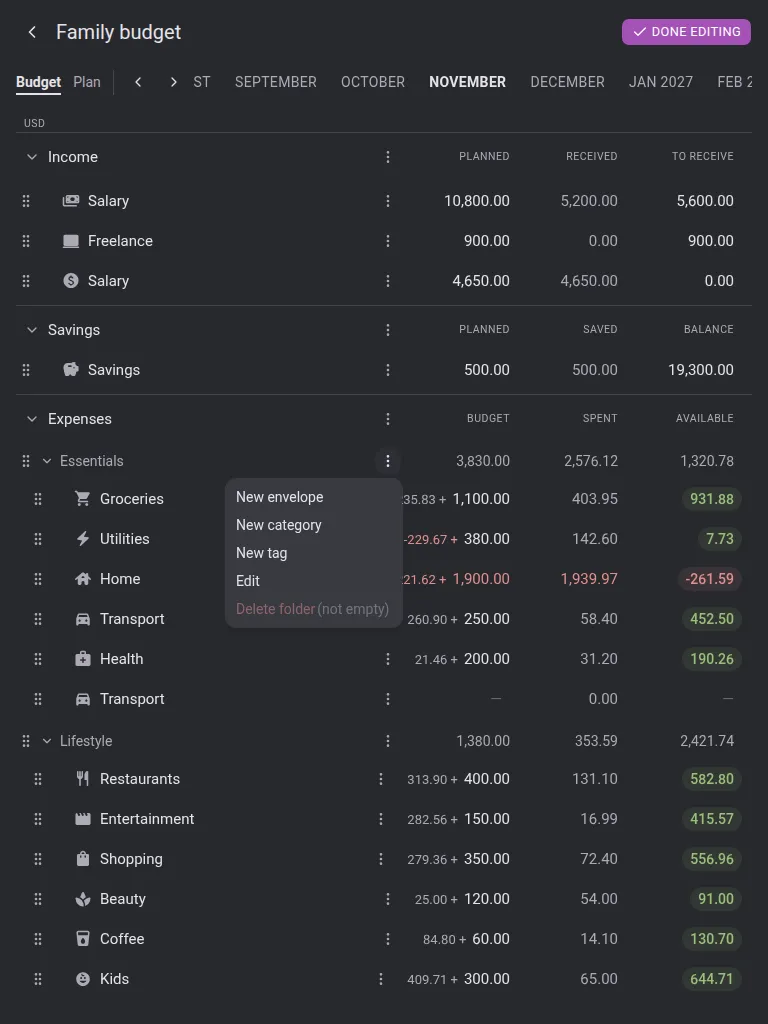 Family budget
DONE EDITING
Budget Plan ST SEPTEMBER OCTOBER NOVEMBER DECEMBER JAN 2027 FEB 2
USD
Income PLANNED RECEIVED TO RECEIVE
Salary 10,800.00 5,200.00 5,600.00
Freelance 900.00 0.00 900.00
Salary 4,650.00 4,650.00 0.00
Savings PLANNED SAVED BALANCE
Savings 500.00 500.00 19,300.00
Expenses BUDGET SPENT AVAILABLE
Essentials 3,830.00 2,576.12 1,320.78
Groceries 35.83 + 1,100.00 403.95 931.88
Utilities -229.67 + 380.00 142.60 7.73
Home 21.62 + 1,900.00 1,939.97 -261.59
Transport 260.90 + 250.00 58.40 452.50
Health 21.46 + 200.00 31.20 190.26
Transport — 0.00 —
New envelope
New category
New tag
Edit
Delete folder (not empty)
Lifestyle 1,380.00 353.59 2,421.74
Restaurants 313.90 + 400.00 131.10 582.80
Entertainment 282.56 + 150.00 16.99 415.57
Shopping 279.36 + 350.00 72.40 556.96
Beauty 25.00 + 120.00 54.00 91.00
Coffee 84.80 + 60.00 14.10 130.70
Kids 409.71 + 300.00 65.00 644.71